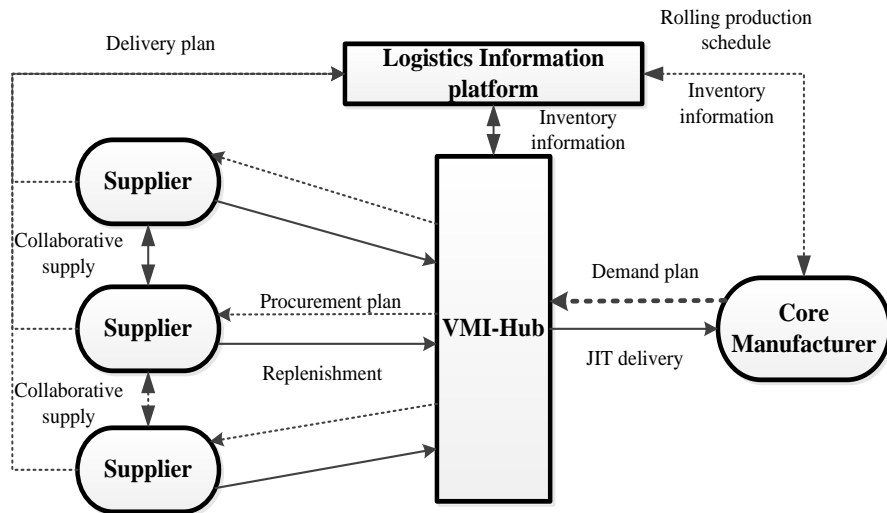 Rolling production
schedule
Delivery plan
Logistics Information
platform
Inventory
information
Inventory
information
Supplier
Collaborative
supply
Demand plan
Procurement plan
Supplier
VMI-Hub
Core
Manufacturer
JIT delivery
Replenishment
Collaborative
supply
Supplier